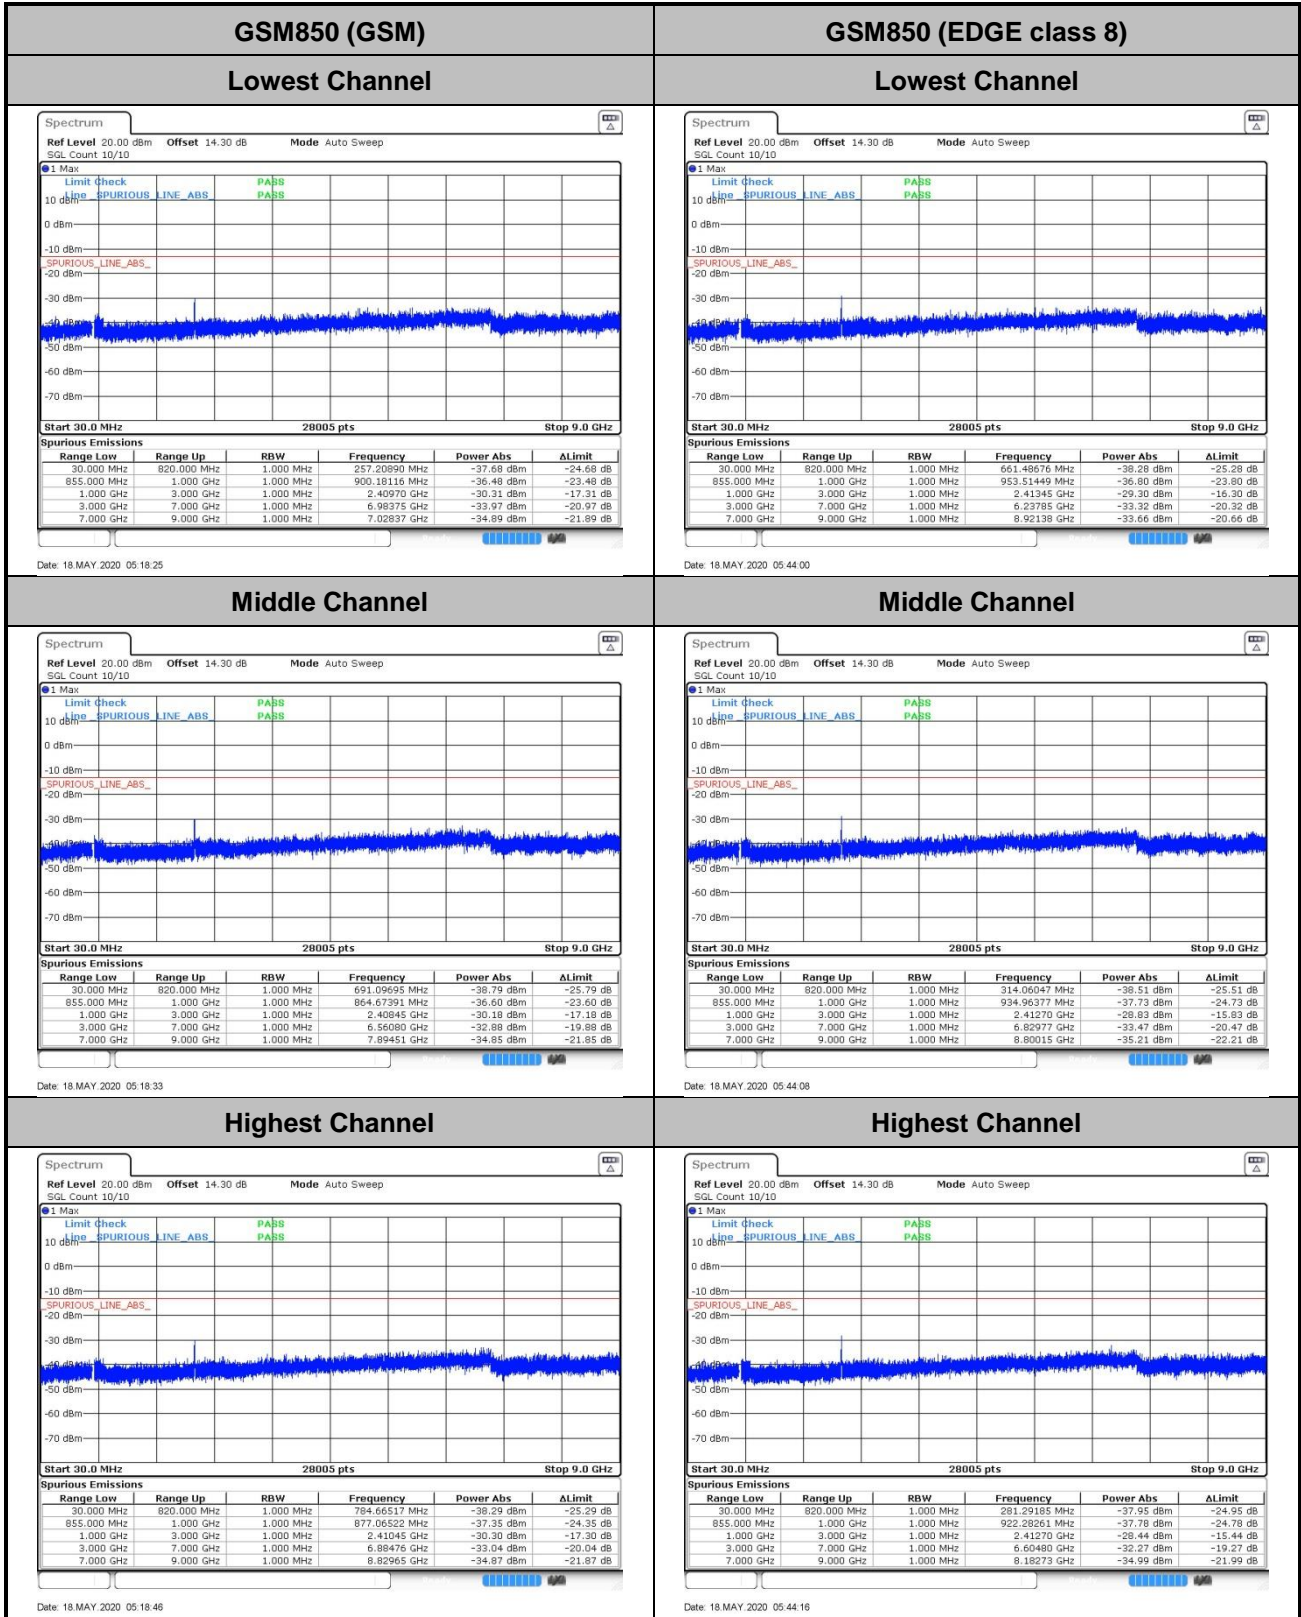 GSM850 (GSM)
GSM850 (EDGE class 8)
Lowest Channel
Lowest Channel
Spectrum
Ref Level 20.00 dBm Offset 14.30 dB Mode Auto Sweep
SGL Count 10/10
1 Max
Limit Check PASS
Line _SPURIOUS_LINE_ABS_ PASS
10 dBm
0 dBm
-10 dBm
_SPURIOUS_LINE_ABS_
-20 dBm
-30 dBm
-40 dBm
-50 dBm
-60 dBm
-70 dBm
Start 30.0 MHz 28005 pts Stop 9.0 GHz
Spurious Emissions
Range Low Range Up RBW Frequency Power Abs ΔLimit
30.000 MHz 820.000 MHz 1.000 MHz 257.20890 MHz -37.68 dBm -24.68 dB
855.000 MHz 1.000 GHz 1.000 MHz 900.18116 MHz -36.48 dBm -23.48 dB
1.000 GHz 3.000 GHz 1.000 MHz 2.40970 GHz -30.31 dBm -17.31 dB
3.000 GHz 7.000 GHz 1.000 MHz 6.98375 GHz -33.97 dBm -20.97 dB
7.000 GHz 9.000 GHz 1.000 MHz 7.02837 GHz -34.89 dBm -21.89 dB
Date: 18.MAY.2020 05:18:25
Spectrum
Ref Level 20.00 dBm Offset 14.30 dB Mode Auto Sweep
SGL Count 10/10
1 Max
Limit Check PASS
Line _SPURIOUS_LINE_ABS_ PASS
10 dBm
0 dBm
-10 dBm
_SPURIOUS_LINE_ABS_
-20 dBm
-30 dBm
-40 dBm
-50 dBm
-60 dBm
-70 dBm
Start 30.0 MHz 28005 pts Stop 9.0 GHz
Spurious Emissions
Range Low Range Up RBW Frequency Power Abs ΔLimit
30.000 MHz 820.000 MHz 1.000 MHz 661.48676 MHz -38.28 dBm -25.28 dB
855.000 MHz 1.000 GHz 1.000 MHz 953.51449 MHz -36.80 dBm -23.80 dB
1.000 GHz 3.000 GHz 1.000 MHz 2.41345 GHz -29.30 dBm -16.30 dB
3.000 GHz 7.000 GHz 1.000 MHz 6.23785 GHz -33.32 dBm -20.32 dB
7.000 GHz 9.000 GHz 1.000 MHz 8.92138 GHz -33.66 dBm -20.66 dB
Date: 18.MAY.2020 05:44:00
Middle Channel
Middle Channel
Spectrum
Ref Level 20.00 dBm Offset 14.30 dB Mode Auto Sweep
SGL Count 10/10
1 Max
Limit Check PASS
Line _SPURIOUS_LINE_ABS_ PASS
10 dBm
0 dBm
-10 dBm
_SPURIOUS_LINE_ABS_
-20 dBm
-30 dBm
-40 dBm
-50 dBm
-60 dBm
-70 dBm
Start 30.0 MHz 28005 pts Stop 9.0 GHz
Spurious Emissions
Range Low Range Up RBW Frequency Power Abs ΔLimit
30.000 MHz 820.000 MHz 1.000 MHz 691.09695 MHz -38.79 dBm -25.79 dB
855.000 MHz 1.000 GHz 1.000 MHz 864.67391 MHz -36.60 dBm -23.60 dB
1.000 GHz 3.000 GHz 1.000 MHz 2.40845 GHz -30.18 dBm -17.18 dB
3.000 GHz 7.000 GHz 1.000 MHz 6.56080 GHz -32.88 dBm -19.88 dB
7.000 GHz 9.000 GHz 1.000 MHz 7.89451 GHz -34.85 dBm -21.85 dB
Date: 18.MAY.2020 05:18:33
Spectrum
Ref Level 20.00 dBm Offset 14.30 dB Mode Auto Sweep
SGL Count 10/10
1 Max
Limit Check PASS
Line _SPURIOUS_LINE_ABS_ PASS
10 dBm
0 dBm
-10 dBm
_SPURIOUS_LINE_ABS_
-20 dBm
-30 dBm
-40 dBm
-50 dBm
-60 dBm
-70 dBm
Start 30.0 MHz 28005 pts Stop 9.0 GHz
Spurious Emissions
Range Low Range Up RBW Frequency Power Abs ΔLimit
30.000 MHz 820.000 MHz 1.000 MHz 314.06047 MHz -38.51 dBm -25.51 dB
855.000 MHz 1.000 GHz 1.000 MHz 934.96377 MHz -37.73 dBm -24.73 dB
1.000 GHz 3.000 GHz 1.000 MHz 2.41270 GHz -28.83 dBm -15.83 dB
3.000 GHz 7.000 GHz 1.000 MHz 6.82977 GHz -33.47 dBm -20.47 dB
7.000 GHz 9.000 GHz 1.000 MHz 8.80015 GHz -35.21 dBm -22.21 dB
Date: 18.MAY.2020 05:44:08
Highest Channel
Highest Channel
Spectrum
Ref Level 20.00 dBm Offset 14.30 dB Mode Auto Sweep
SGL Count 10/10
1 Max
Limit Check PASS
Line _SPURIOUS_LINE_ABS_ PASS
10 dBm
0 dBm
-10 dBm
_SPURIOUS_LINE_ABS_
-20 dBm
-30 dBm
-40 dBm
-50 dBm
-60 dBm
-70 dBm
Start 30.0 MHz 28005 pts Stop 9.0 GHz
Spurious Emissions
Range Low Range Up RBW Frequency Power Abs ΔLimit
30.000 MHz 820.000 MHz 1.000 MHz 784.66517 MHz -38.29 dBm -25.29 dB
855.000 MHz 1.000 GHz 1.000 MHz 877.06522 MHz -37.35 dBm -24.35 dB
1.000 GHz 3.000 GHz 1.000 MHz 2.41045 GHz -30.30 dBm -17.30 dB
3.000 GHz 7.000 GHz 1.000 MHz 6.88476 GHz -33.04 dBm -20.04 dB
7.000 GHz 9.000 GHz 1.000 MHz 8.82965 GHz -34.87 dBm -21.87 dB
Date: 18.MAY.2020 05:18:46
Spectrum
Ref Level 20.00 dBm Offset 14.30 dB Mode Auto Sweep
SGL Count 10/10
1 Max
Limit Check PASS
Line _SPURIOUS_LINE_ABS_ PASS
10 dBm
0 dBm
-10 dBm
_SPURIOUS_LINE_ABS_
-20 dBm
-30 dBm
-40 dBm
-50 dBm
-60 dBm
-70 dBm
Start 30.0 MHz 28005 pts Stop 9.0 GHz
Spurious Emissions
Range Low Range Up RBW Frequency Power Abs ΔLimit
30.000 MHz 820.000 MHz 1.000 MHz 281.29185 MHz -37.95 dBm -24.95 dB
855.000 MHz 1.000 GHz 1.000 MHz 922.28261 MHz -37.78 dBm -24.78 dB
1.000 GHz 3.000 GHz 1.000 MHz 2.41270 GHz -28.44 dBm -15.44 dB
3.000 GHz 7.000 GHz 1.000 MHz 6.60480 GHz -32.27 dBm -19.27 dB
7.000 GHz 9.000 GHz 1.000 MHz 8.18273 GHz -34.99 dBm -21.99 dB
Date: 18.MAY.2020 05:44:16